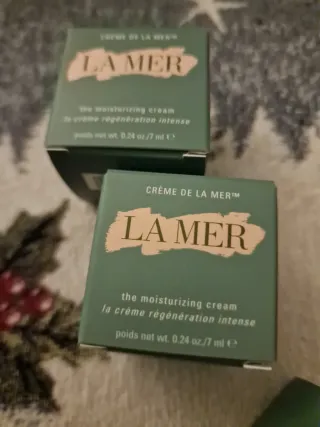 CRÈME DE LA MER™
LA MER
the moisturizing cream
la crème régénération intense
poids net wt. 0.24 oz./7 ml ℮
CRÈME DE LA MER™
LA MER
the moisturizing cream
la crème régénération intense
poids net wt. 0.24 oz./7 ml ℮